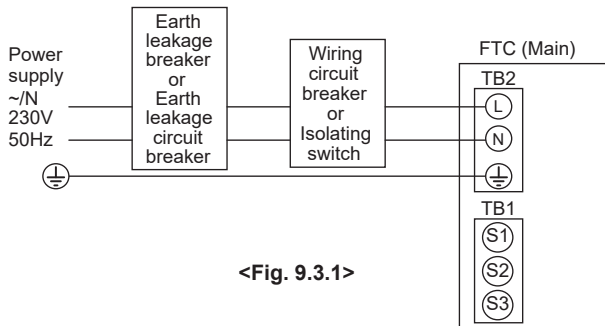 Power
supply
~/N
230V
50Hz
Earth
leakage
breaker
or
Earth
leakage
circuit
breaker
Wiring
circuit
breaker
or
Isolating
switch
FTC (Main)
TB2
L
N
TB1
S1
S2
S3
<Fig. 9.3.1>